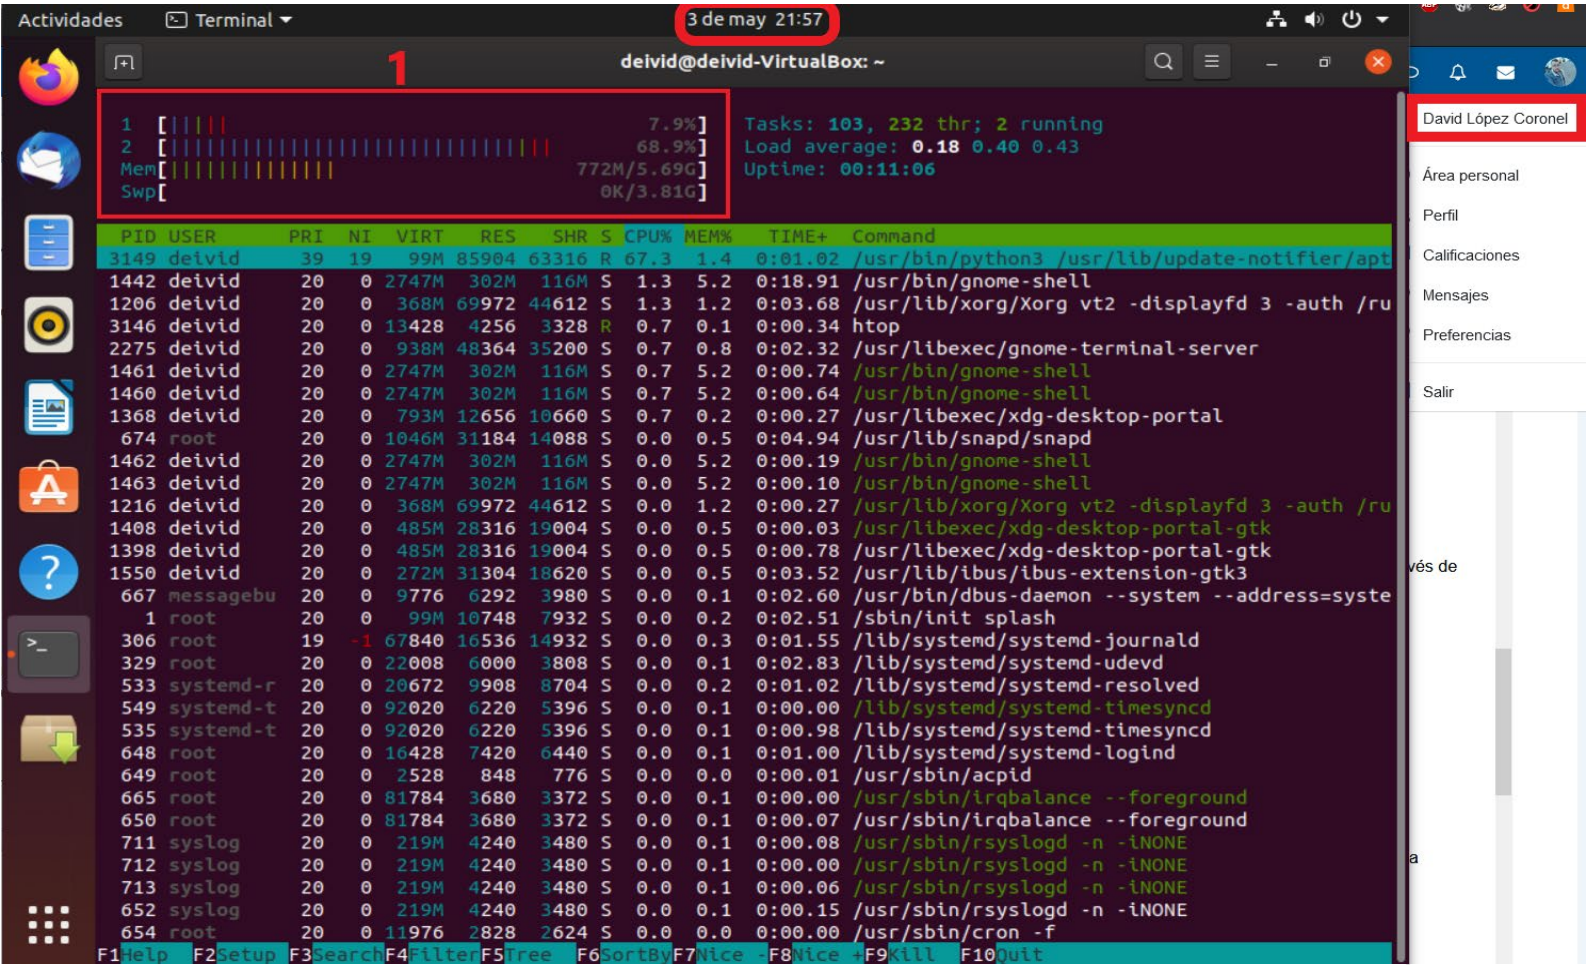 Actividades Terminal 3 de may 21:57
deivid@deivid-VirtualBox: ~
1
1 [||||| 7.9%] Tasks: 103, 232 thr; 2 running
2 [||||||||||||||||||||||||||||||||| 68.9%] Load average: 0.18 0.40 0.43
Mem[||||||||||||||| 772M/5.69G] Uptime: 00:11:06
Swp[ 0K/3.81G]
PID USER PRI NI VIRT RES SHR S CPU% MEM% TIME+ Command
3149 deivid 39 19 99M 85904 63316 R 67.3 1.4 0:01.02 /usr/bin/python3 /usr/lib/update-notifier/apt
1442 deivid 20 0 2747M 302M 116M S 1.3 5.2 0:18.91 /usr/bin/gnome-shell
1206 deivid 20 0 368M 69972 44612 S 1.3 1.2 0:03.68 /usr/lib/xorg/Xorg vt2 -displayfd 3 -auth /ru
3146 deivid 20 0 13428 4256 3328 R 0.7 0.1 0:00.34 htop
2275 deivid 20 0 938M 48364 35200 S 0.7 0.8 0:02.32 /usr/libexec/gnome-terminal-server
1461 deivid 20 0 2747M 302M 116M S 0.7 5.2 0:00.74 /usr/bin/gnome-shell
1460 deivid 20 0 2747M 302M 116M S 0.7 5.2 0:00.64 /usr/bin/gnome-shell
1368 deivid 20 0 793M 12656 10660 S 0.7 0.2 0:00.27 /usr/libexec/xdg-desktop-portal
674 root 20 0 1046M 31184 14088 S 0.0 0.5 0:04.94 /usr/lib/snapd/snapd
1462 deivid 20 0 2747M 302M 116M S 0.0 5.2 0:00.19 /usr/bin/gnome-shell
1463 deivid 20 0 2747M 302M 116M S 0.0 5.2 0:00.10 /usr/bin/gnome-shell
1216 deivid 20 0 368M 69972 44612 S 0.0 1.2 0:00.27 /usr/lib/xorg/Xorg vt2 -displayfd 3 -auth /ru
1408 deivid 20 0 485M 28316 19004 S 0.0 0.5 0:00.03 /usr/libexec/xdg-desktop-portal-gtk
1398 deivid 20 0 485M 28316 19004 S 0.0 0.5 0:00.78 /usr/libexec/xdg-desktop-portal-gtk
1550 deivid 20 0 272M 31304 18620 S 0.0 0.5 0:03.52 /usr/lib/ibus/ibus-extension-gtk3
667 messagebu 20 0 9776 6292 3980 S 0.0 0.1 0:02.60 /usr/bin/dbus-daemon --system --address=syste
1 root 20 0 99M 10748 7932 S 0.0 0.2 0:02.51 /sbin/init splash
306 root 19 -1 67840 16536 14932 S 0.0 0.3 0:01.55 /lib/systemd/systemd-journald
329 root 20 0 22008 6000 3808 S 0.0 0.1 0:02.83 /lib/systemd/systemd-udevd
533 systemd-r 20 0 20672 9908 8704 S 0.0 0.2 0:01.02 /lib/systemd/systemd-resolved
549 systemd-t 20 0 92020 6220 5396 S 0.0 0.1 0:00.00 /lib/systemd/systemd-timesyncd
535 systemd-t 20 0 92020 6220 5396 S 0.0 0.1 0:00.98 /lib/systemd/systemd-timesyncd
648 root 20 0 16428 7420 6440 S 0.0 0.1 0:01.00 /lib/systemd/systemd-logind
649 root 20 0 2528 848 776 S 0.0 0.0 0:00.01 /usr/sbin/acpid
665 root 20 0 81784 3680 3372 S 0.0 0.1 0:00.00 /usr/sbin/irqbalance --foreground
650 root 20 0 81784 3680 3372 S 0.0 0.1 0:00.07 /usr/sbin/irqbalance --foreground
711 syslog 20 0 219M 4240 3480 S 0.0 0.1 0:00.08 /usr/sbin/rsyslogd -n -iNONE
712 syslog 20 0 219M 4240 3480 S 0.0 0.1 0:00.00 /usr/sbin/rsyslogd -n -iNONE
713 syslog 20 0 219M 4240 3480 S 0.0 0.1 0:00.06 /usr/sbin/rsyslogd -n -iNONE
652 syslog 20 0 219M 4240 3480 S 0.0 0.1 0:00.15 /usr/sbin/rsyslogd -n -iNONE
654 root 20 0 11976 2828 2624 S 0.0 0.0 0:00.00 /usr/sbin/cron -f
F1Help F2Setup F3SearchF4FilterF5Tree F6SortByF7Nice -F8Nice +F9Kill F10Quit
David López Coronel
Área personal
Perfil
Calificaciones
Mensajes
Preferencias
Salir
vés de
a